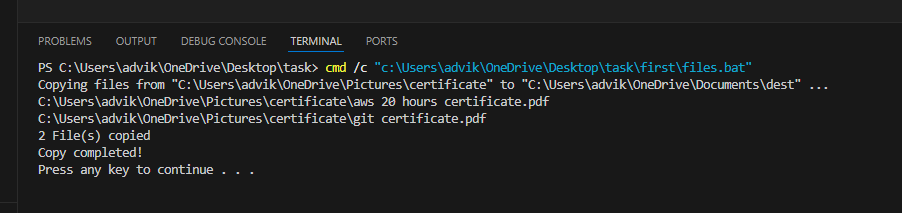 PROBLEMS OUTPUT DEBUG CONSOLE TERMINAL PORTS
PS C:\Users\advik\OneDrive\Desktop\task> cmd /c "c:\Users\advik\OneDrive\Desktop\task\first\files.bat"
Copying files from "C:\Users\advik\OneDrive\Pictures\certificate" to "C:\Users\advik\OneDrive\Documents\dest" ...
C:\Users\advik\OneDrive\Pictures\certificate\aws 20 hours certificate.pdf
C:\Users\advik\OneDrive\Pictures\certificate\git certificate.pdf
2 File(s) copied
Copy completed!
Press any key to continue . . .